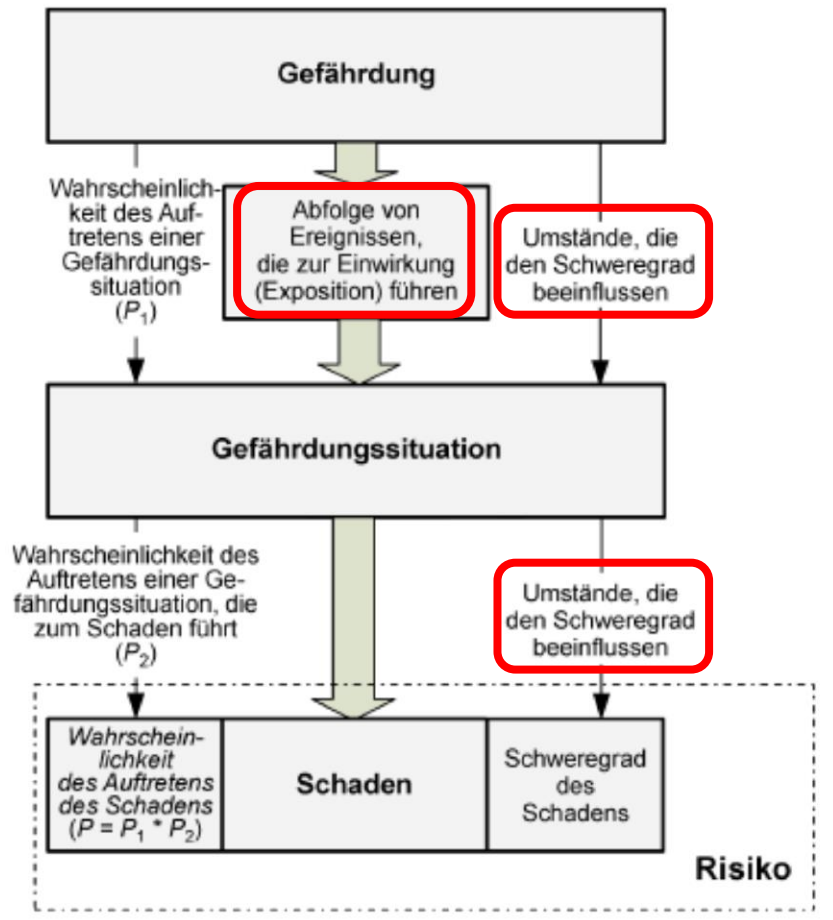 Gefährdung
Wahrscheinlich-
keit des Auf-
tretens einer
Gefährdungs-
situation
(P₁)
Abfolge von
Ereignissen,
die zur Einwirkung
(Exposition) führen
Umstände, die
den Schweregrad
beeinflussen
Gefährdungssituation
Wahrscheinlichkeit des
Auftretens einer Ge-
fährdungssituation, die
zum Schaden führt
(P₂)
Umstände, die
den Schweregrad
beeinflussen
Wahrschein-
lichkeit
des Auftretens
des Schadens
(P = P₁ * P₂)
Schaden
Schweregrad
des
Schadens
Risiko